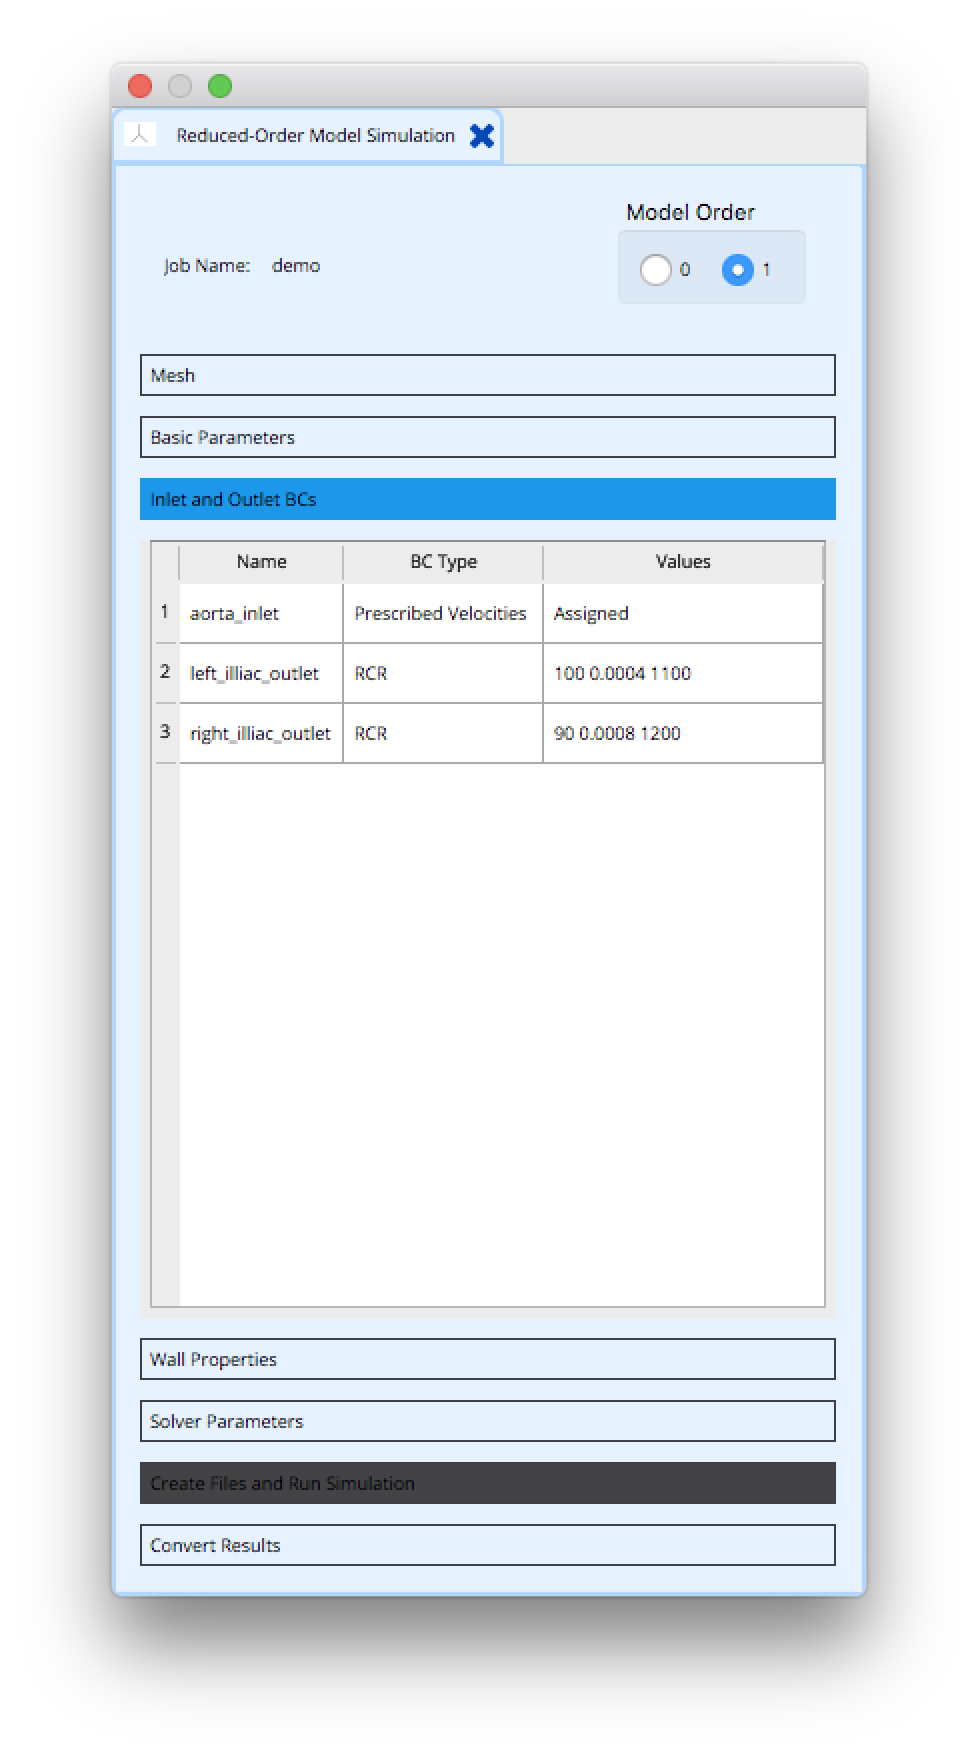 Reduced-Order Model Simulation
Model Order
Job Name: demo
0 1
Mesh
Basic Parameters
Inlet and Outlet BCs
Name BC Type Values
1 aorta_inlet Prescribed Velocities Assigned
2 left_illiac_outlet RCR 100 0.0004 1100
3 right_illiac_outlet RCR 90 0.0008 1200
Wall Properties
Solver Parameters
Create Files and Run Simulation
Convert Results